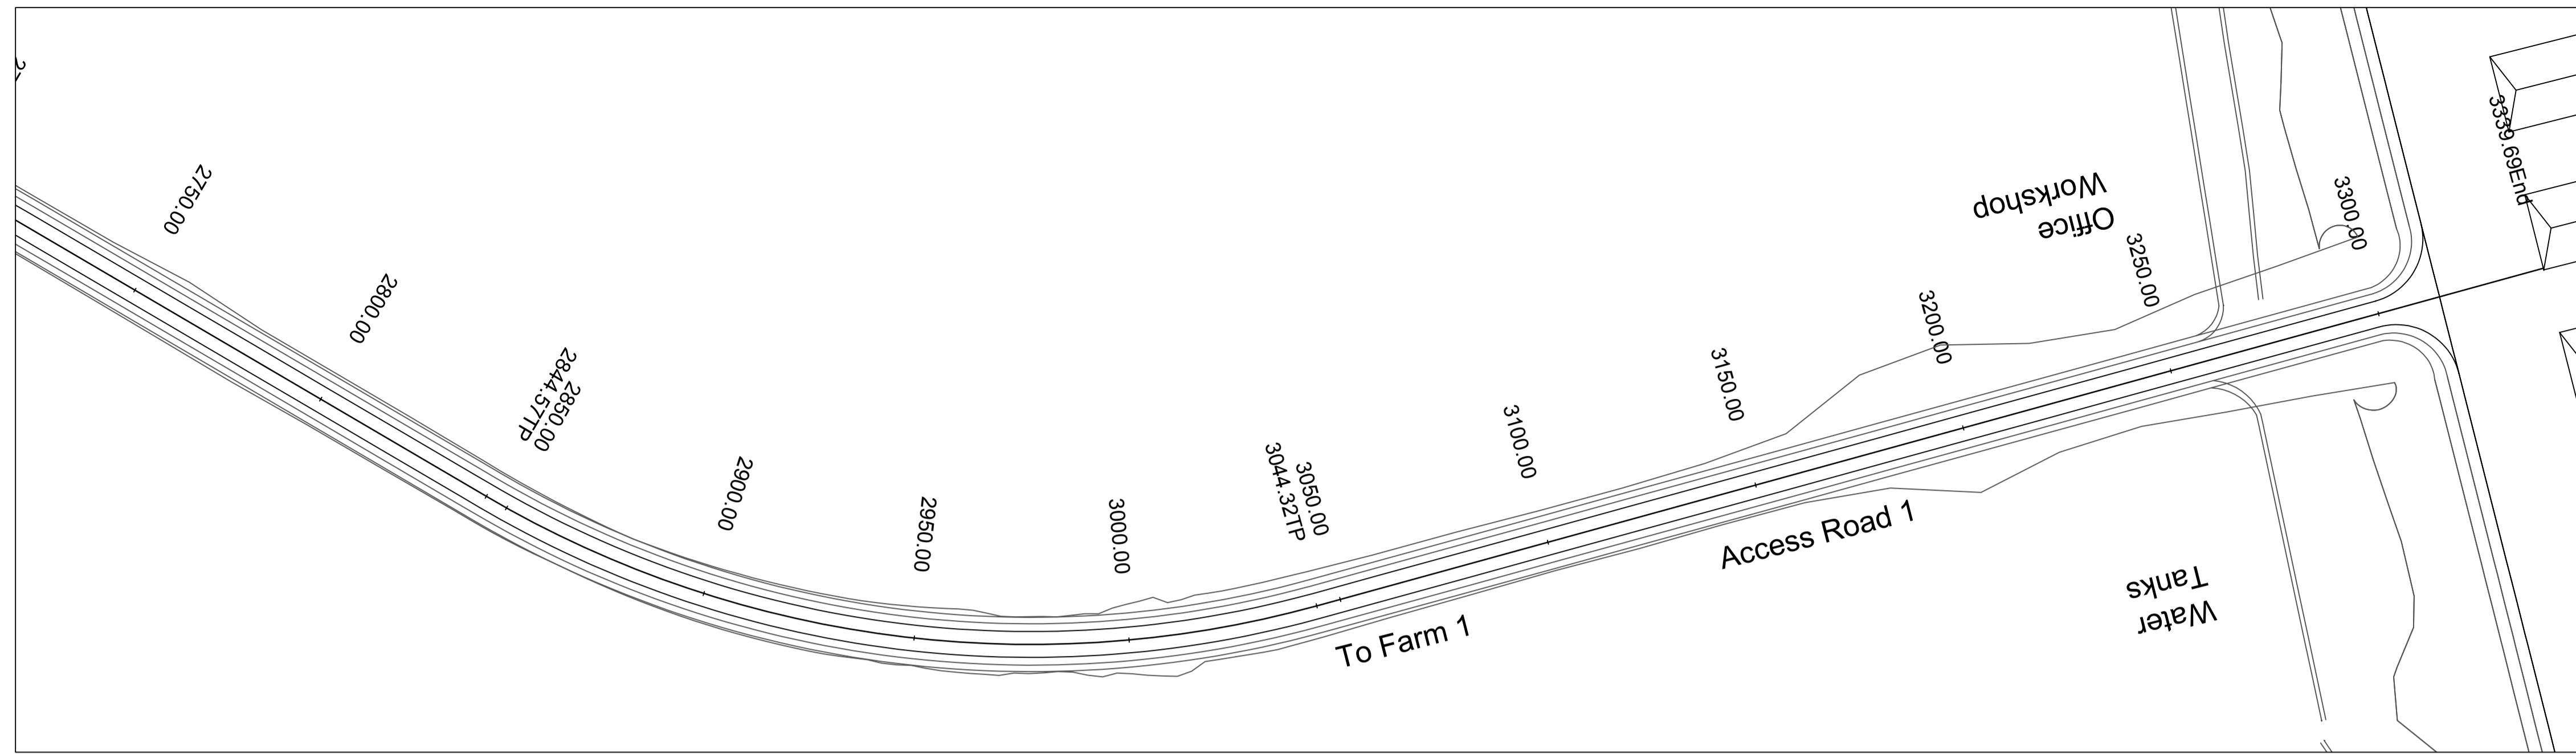 2750.00
2800.00
2844.57TP
2850.00
2900.00
2950.00
3000.00
3044.32TP
3050.00
3100.00
3150.00
3200.00
3250.00
3300.00
3339.69End
Office
Workshop
Access Road 1
To Farm 1
Water
Tanks